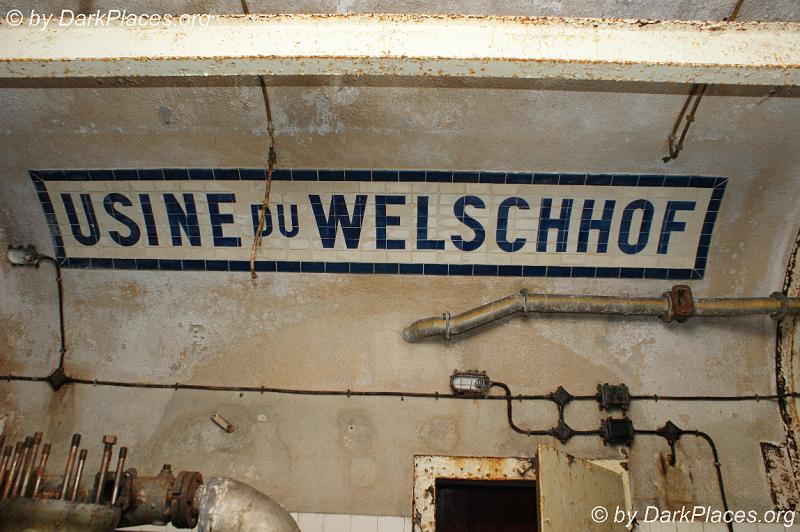 © by DarkPlaces.org
USINE DU WELSCHHOF
© by DarkPlaces.org